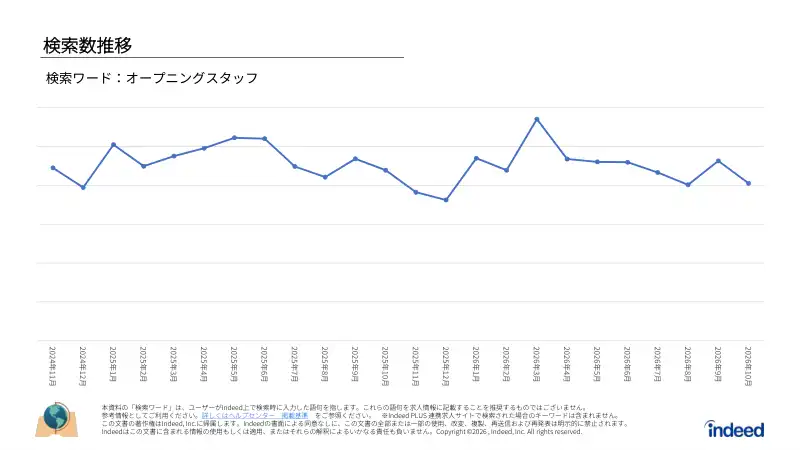 検索数推移
検索ワード：オープニングスタッフ
2024年11月
2024年12月
2025年1月
2025年2月
2025年3月
2025年4月
2025年5月
2025年6月
2025年7月
2025年8月
2025年9月
2025年10月
2025年11月
2025年12月
2026年1月
2026年2月
2026年3月
2026年4月
2026年5月
2026年6月
2026年7月
2026年8月
2026年9月
2026年10月
本資料の「検索ワード」は、ユーザーがIndeed上で検索時に入力した語句を指します。これらの語句を求人情報に記載することを推奨するものではございません。
参考情報としてご利用ください。詳しくはヘルプセンター　掲載基準　をご参照ください。　※Indeed PLUS 連携求人サイトで検索された場合のキーワードは含まれません。
この文書の著作権はIndeed, Inc.に帰属します。Indeedの書面による同意なしに、この文書の全部または一部の使用、改変、複製、再送信および再発表は明示的に禁止されます。
Indeedはこの文書に含まれる情報の使用もしくは適用、またはそれらの解釈によるいかなる責任も負いません。Copyright ©2026 , Indeed, Inc. All rights reserved.
indeed